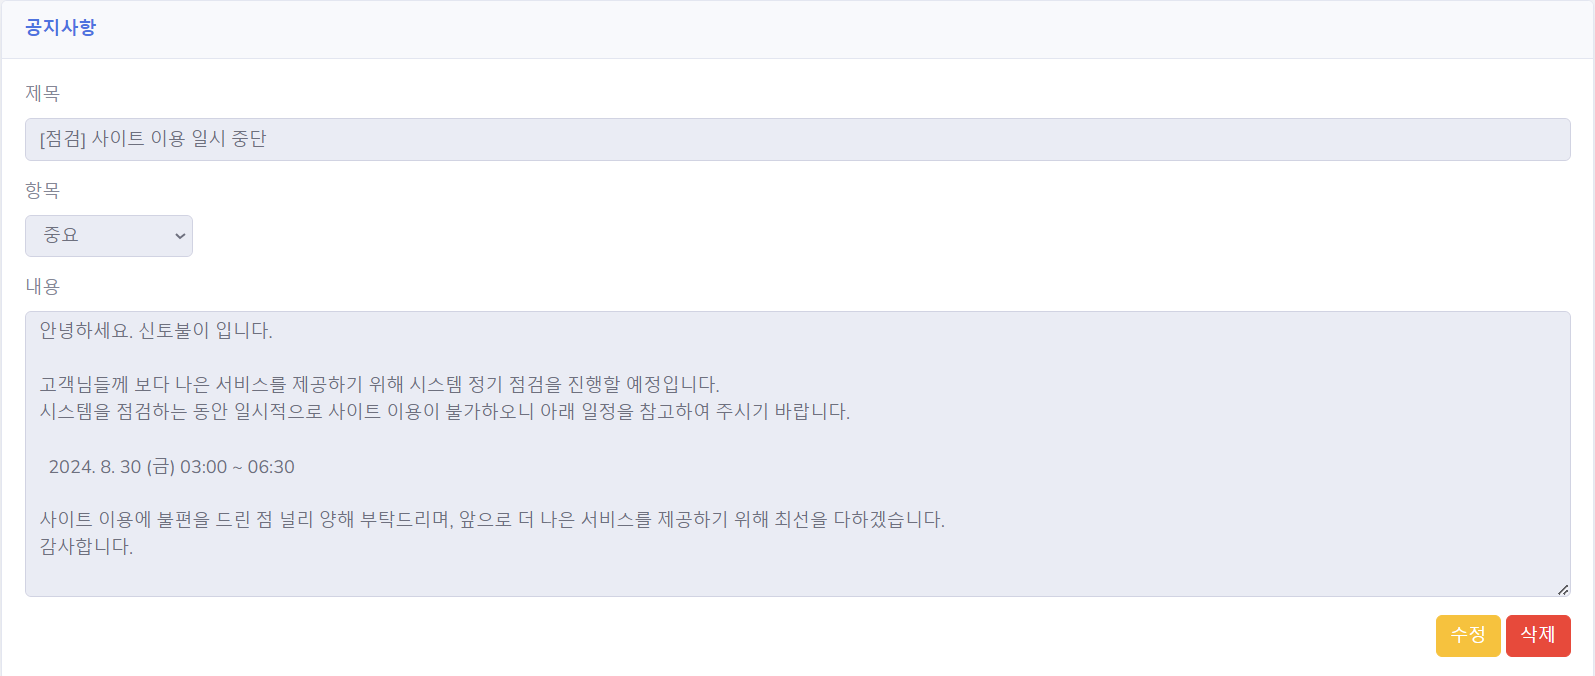 공지사항
제목
[점검] 사이트 이용 일시 중단
항목
중요
내용
안녕하세요. 신토불이 입니다.
고객님들께 보다 나은 서비스를 제공하기 위해 시스템 정기 점검을 진행할 예정입니다.
시스템을 점검하는 동안 일시적으로 사이트 이용이 불가하오니 아래 일정을 참고하여 주시기 바랍니다.
2024. 8. 30 (금) 03:00 ~ 06:30
사이트 이용에 불편을 드린 점 널리 양해 부탁드리며, 앞으로 더 나은 서비스를 제공하기 위해 최선을 다하겠습니다.
감사합니다.
수정 삭제